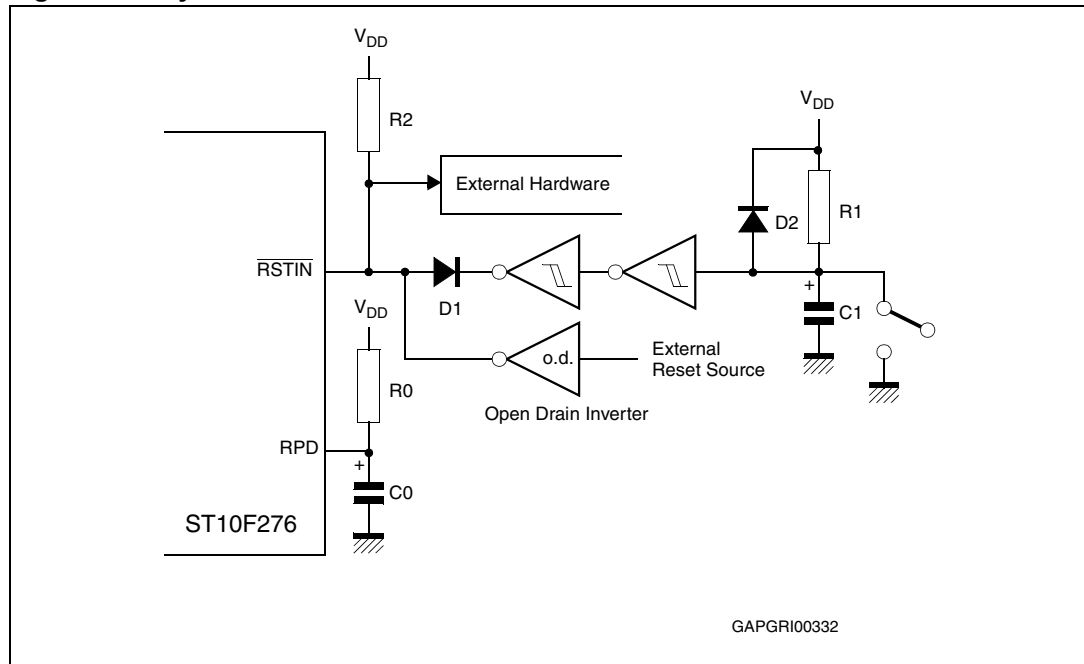 V_DD
R2
V_DD
External Hardware
D2
R1
RSTIN
+
C1
V_DD
D1
o.d.
External
Reset Source
R0
Open Drain Inverter
RPD
+
C0
ST10F276
GAPGRI00332